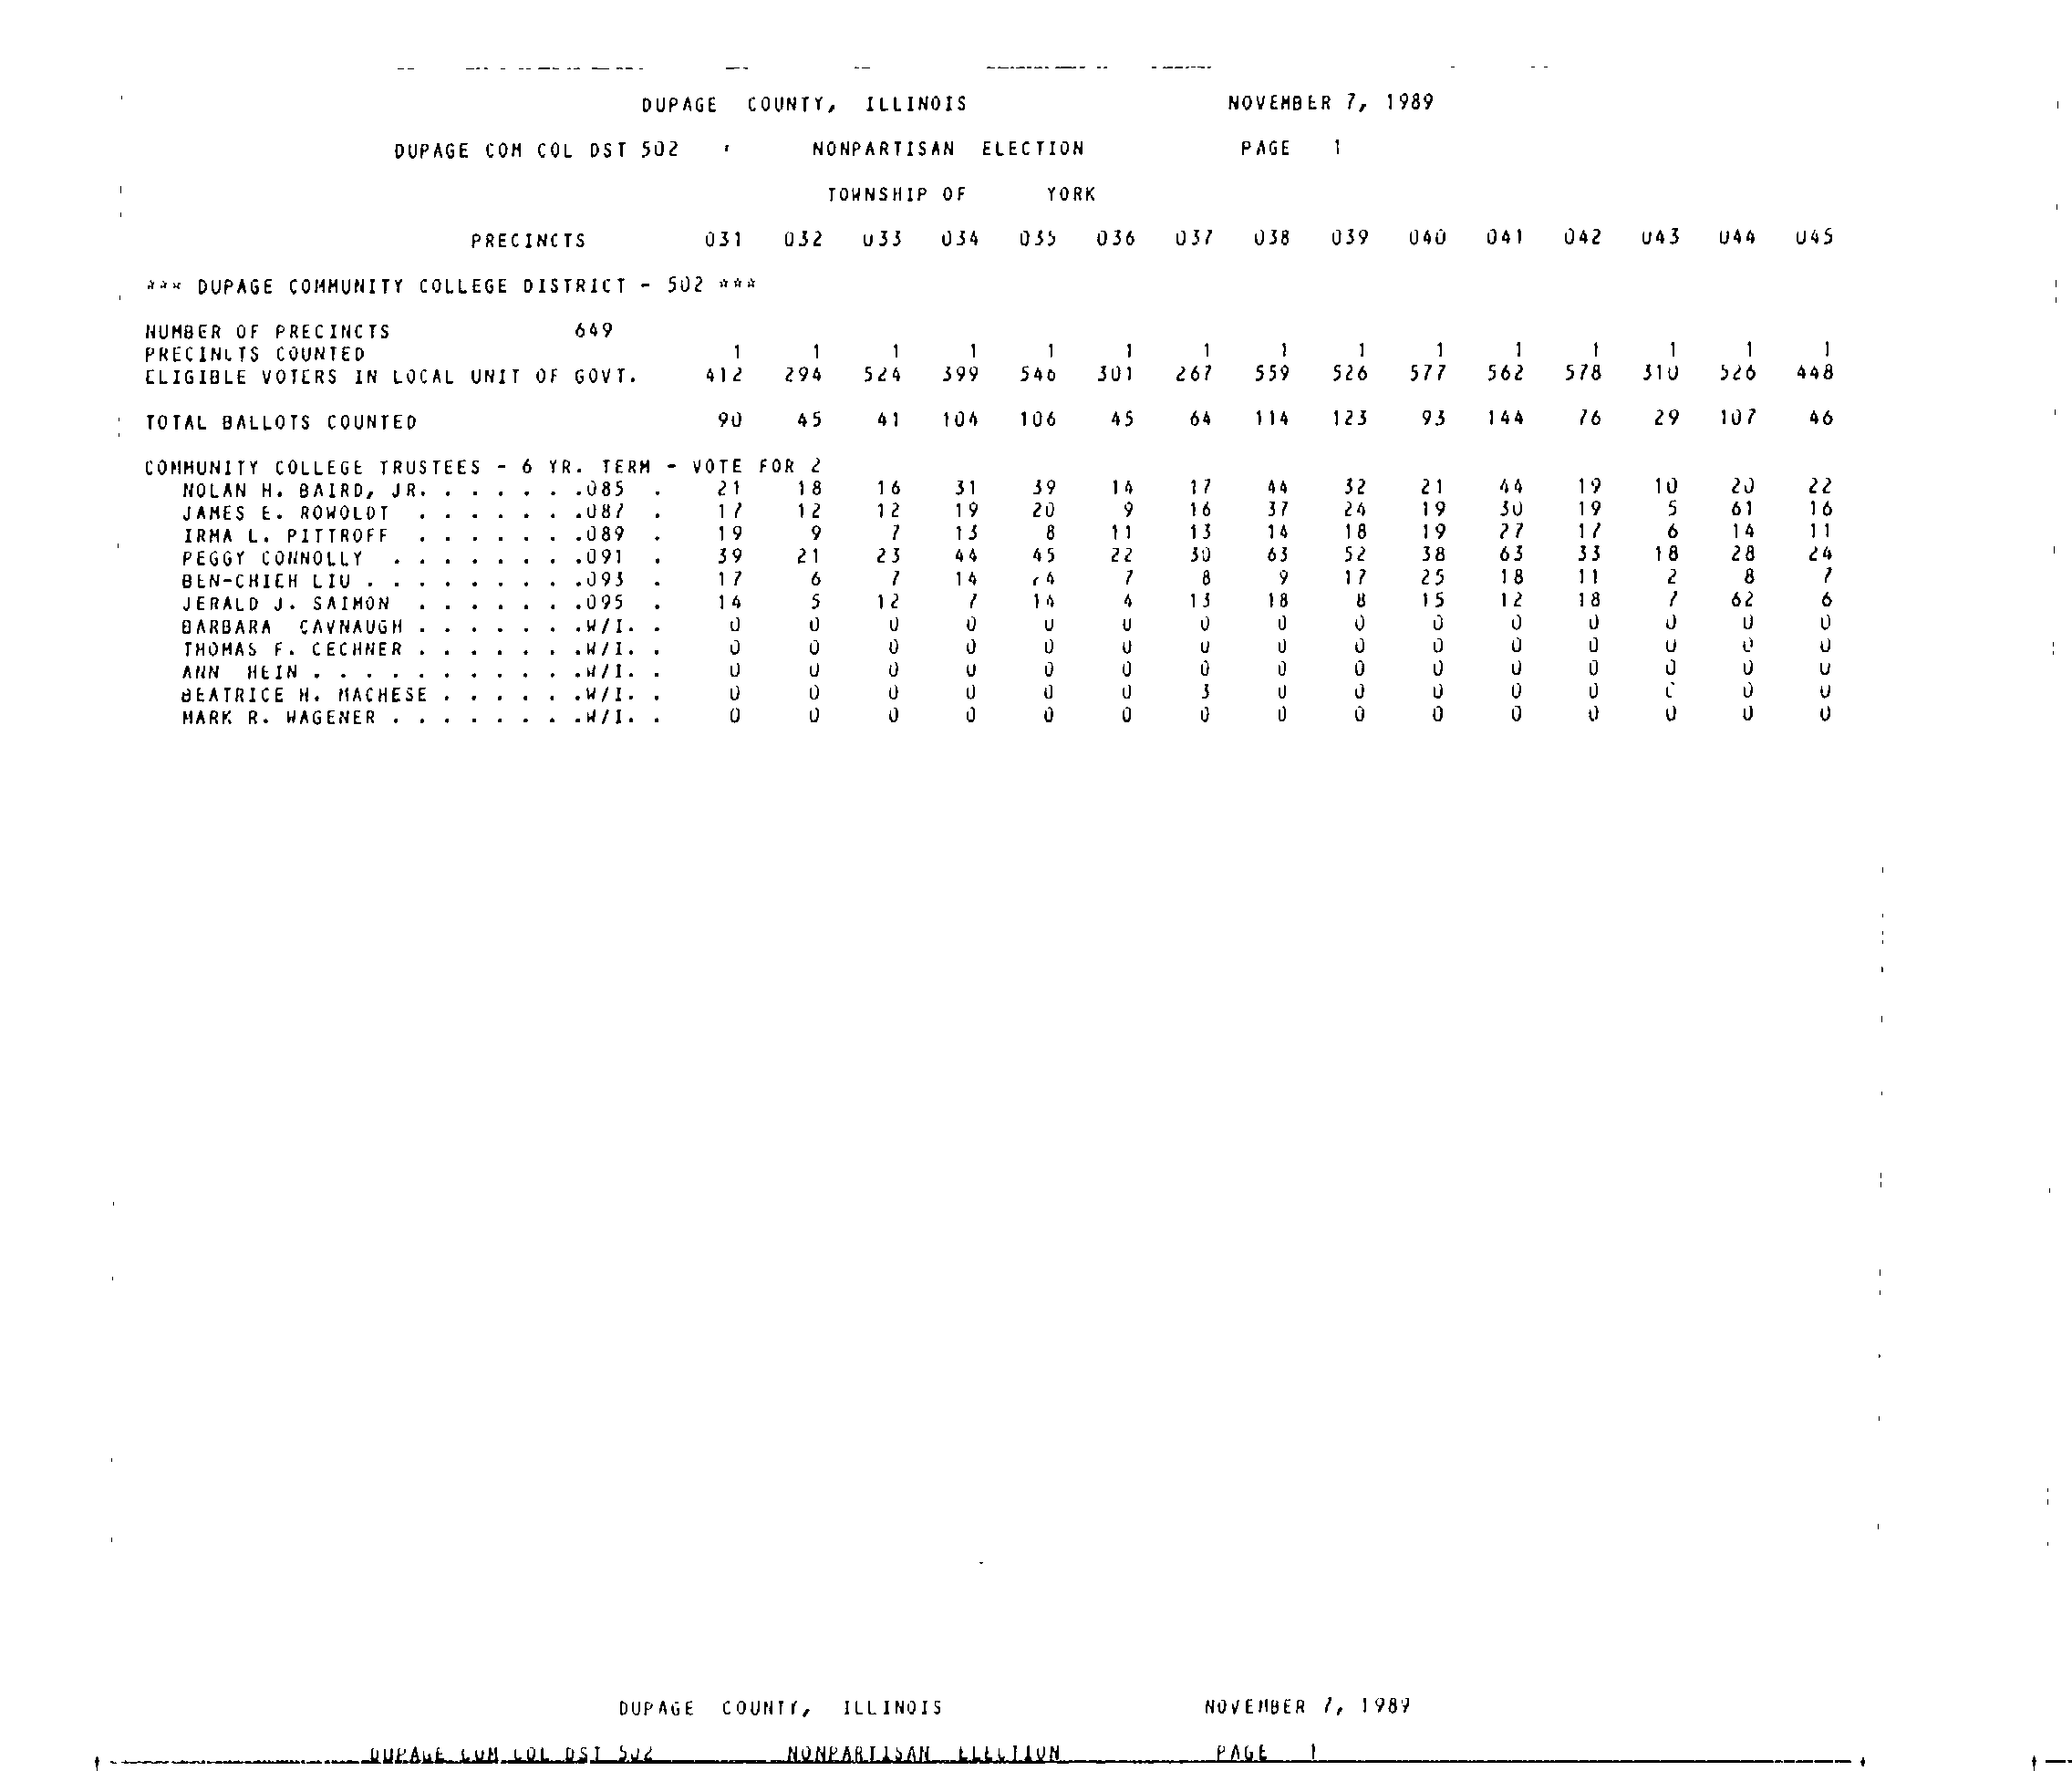 DUPAGE COUNTY, ILLINOIS NOVEMBER 7, 1989
DUPAGE COM COL DST 502 NONPARTISAN ELECTION PAGE 1
TOWNSHIP OF YORK
PRECINCTS 031 032 033 034 035 036 037 038 039 040 041 042 043 044 045
*** DUPAGE COMMUNITY COLLEGE DISTRICT - 502 ***
NUMBER OF PRECINCTS 649
PRECINCTS COUNTED 1 1 1 1 1 1 1 1 1 1 1 1 1 1 1
ELIGIBLE VOTERS IN LOCAL UNIT OF GOVT. 412 294 524 399 546 301 267 559 526 577 562 578 310 526 448
TOTAL BALLOTS COUNTED 90 45 41 104 106 45 64 114 123 93 144 76 29 107 46
COMMUNITY COLLEGE TRUSTEES - 6 YR. TERM - VOTE FOR 2
NOLAN H. BAIRD, JR. . . . . . .085 . 21 18 16 31 39 14 17 44 32 21 44 19 10 20 22
JAMES E. ROWOLDT . . . . . . .087 . 17 12 12 19 20 9 16 37 24 19 30 19 5 61 16
IRMA L. PITTROFF . . . . . . .089 . 19 9 7 13 8 11 13 14 18 19 27 17 6 14 11
PEGGY CONNOLLY . . . . . . . .091 . 39 21 23 44 45 22 30 63 52 38 63 33 18 28 24
BEN-CHIEH LIU . . . . . . . . .093 . 17 6 7 14 4 7 8 9 17 25 18 11 2 8 7
JERALD J. SAIMON . . . . . . .095 . 14 5 12 7 14 4 13 18 8 15 12 18 7 62 6
BARBARA CAVNAUGH . . . . . . .W/I. . 0 0 0 0 0 0 0 0 0 0 0 0 0 0 0
THOMAS F. CECHNER . . . . . . .W/I. . 0 0 0 0 0 0 0 0 0 0 0 0 0 0 0
ANN HEIN . . . . . . . . . . .W/I. . 0 0 0 0 0 0 0 0 0 0 0 0 0 0 0
BEATRICE H. MACHESE . . . . . .W/I. . 0 0 0 0 0 0 3 0 0 0 0 0 0 0 0
MARK R. WAGENER . . . . . . . .W/I. . 0 0 0 0 0 0 0 0 0 0 0 0 0 0 0
DUPAGE COUNTY, ILLINOIS NOVEMBER 7, 1989
DUPAGE COM COL DST 502 NONPARTISAN ELECTION PAGE 1